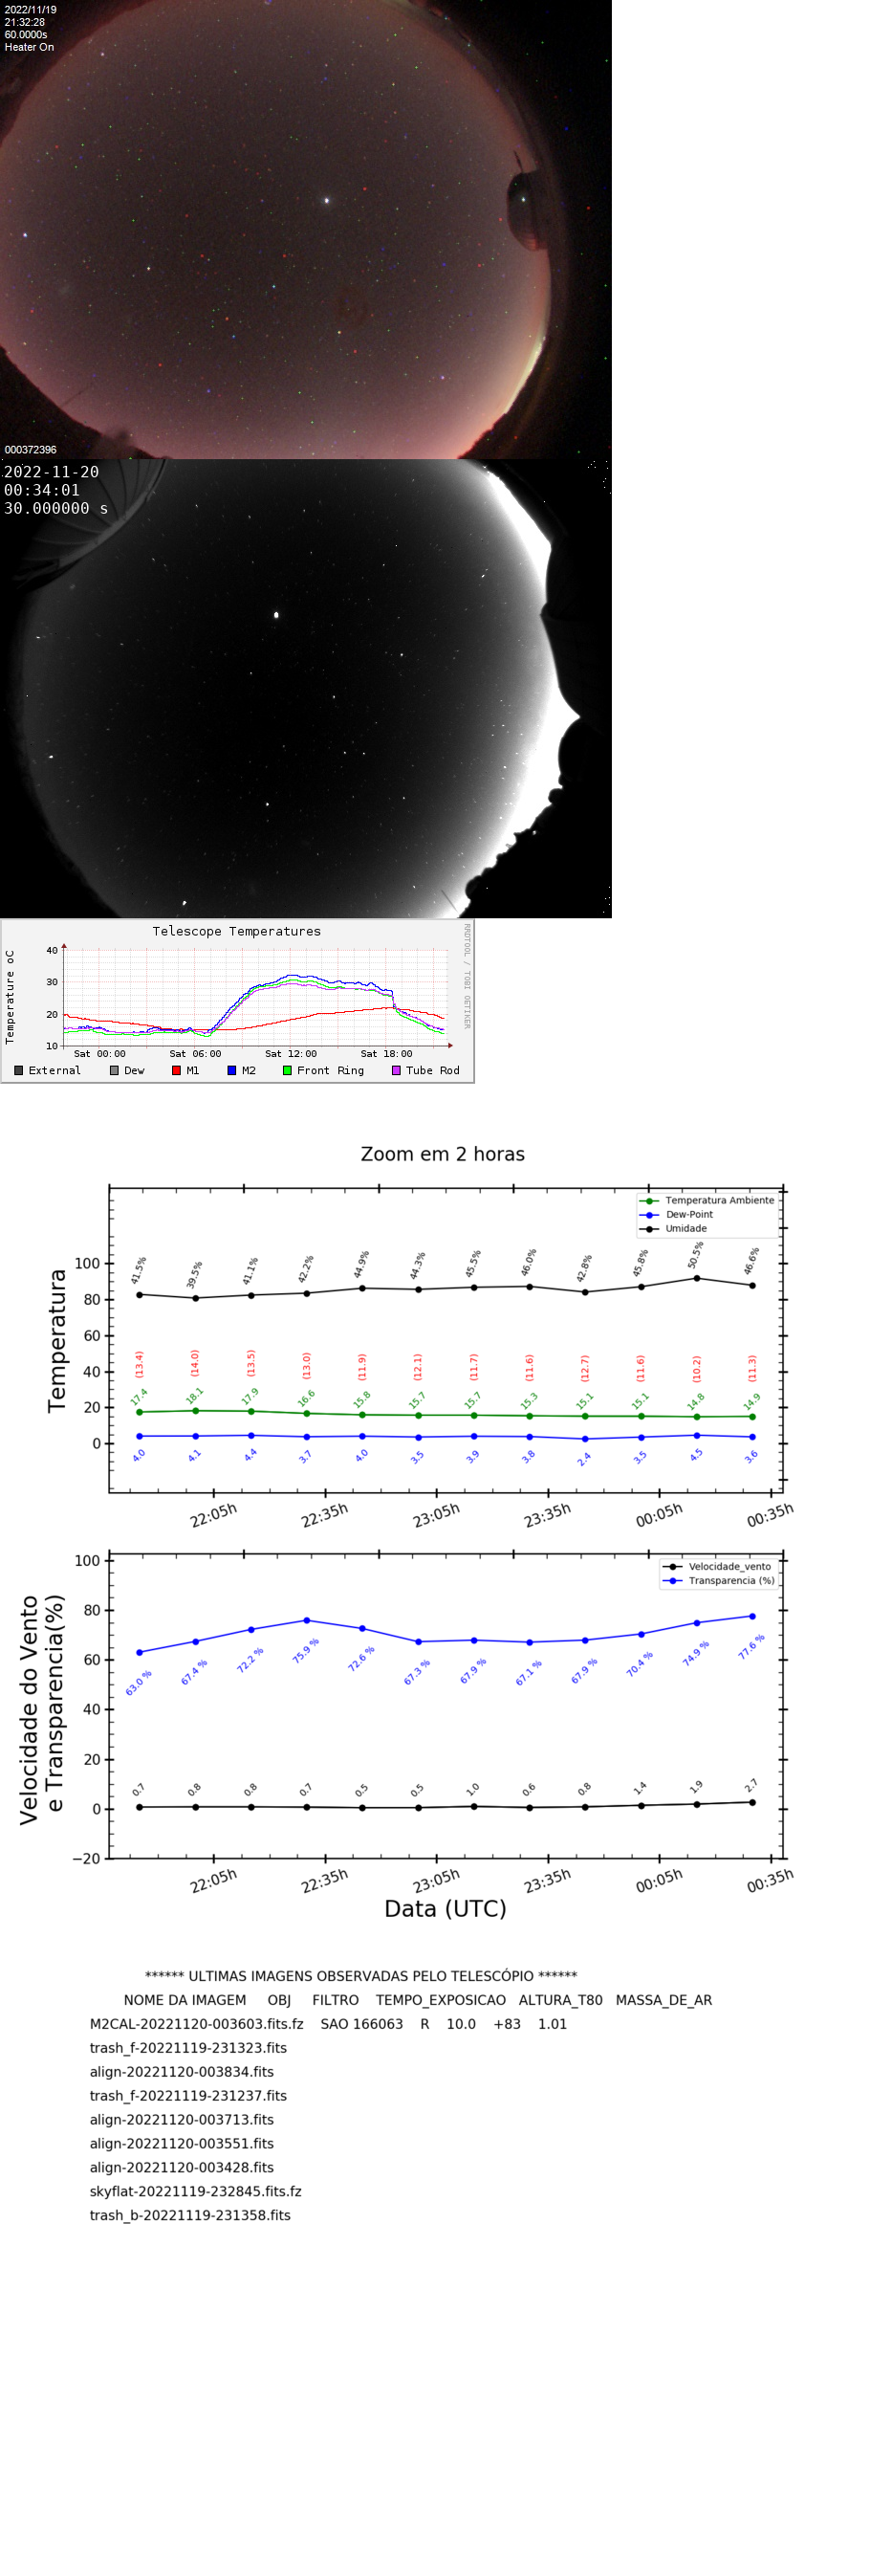 2022/11/19
21:32:28
60.0000s
Heater On
000372396
2022-11-20
00:34:01
30.000000 s
Telescope Temperatures
RRDTOOL / TOBI OETIKER
Temperature oC
40
30
20
10
Sat 00:00 Sat 06:00 Sat 12:00 Sat 18:00
External Dew M1 M2 Front Ring Tube Rod
Zoom em 2 horas
Temperatura Ambiente
Dew-Point
Umidade
Temperatura
100
80
60
40
20
0
41.5% 39.5% 41.1% 42.2% 44.9% 44.3% 45.5% 46.0% 42.8% 45.8% 50.5% 46.6%
(13.4) (14.0) (13.5) (13.0) (11.9) (12.1) (11.7) (11.6) (12.7) (11.6) (10.2) (11.3)
17.4 18.1 17.9 16.6 15.8 15.7 15.7 15.3 15.1 15.1 14.8 14.9
4.0 4.1 4.4 3.7 4.0 3.5 3.9 3.8 2.4 3.5 4.5 3.6
22:05h 22:35h 23:05h 23:35h 00:05h 00:35h
Velocidade_vento
Transparencia (%)
Velocidade do Vento
e Transparencia(%)
100
80
60
40
20
0
−20
63.0 % 67.4 % 72.2 % 75.9 % 72.6 % 67.3 % 67.9 % 67.1 % 67.9 % 70.4 % 74.9 % 77.6 %
0.7 0.8 0.8 0.7 0.5 0.5 1.0 0.6 0.8 1.4 1.9 2.7
22:05h 22:35h 23:05h 23:35h 00:05h 00:35h
Data (UTC)
****** ULTIMAS IMAGENS OBSERVADAS PELO TELESCÓPIO ******
NOME DA IMAGEM OBJ FILTRO TEMPO_EXPOSICAO ALTURA_T80 MASSA_DE_AR
M2CAL-20221120-003603.fits.fz SAO 166063 R 10.0 +83 1.01
trash_f-20221119-231323.fits
align-20221120-003834.fits
trash_f-20221119-231237.fits
align-20221120-003713.fits
align-20221120-003551.fits
align-20221120-003428.fits
skyflat-20221119-232845.fits.fz
trash_b-20221119-231358.fits